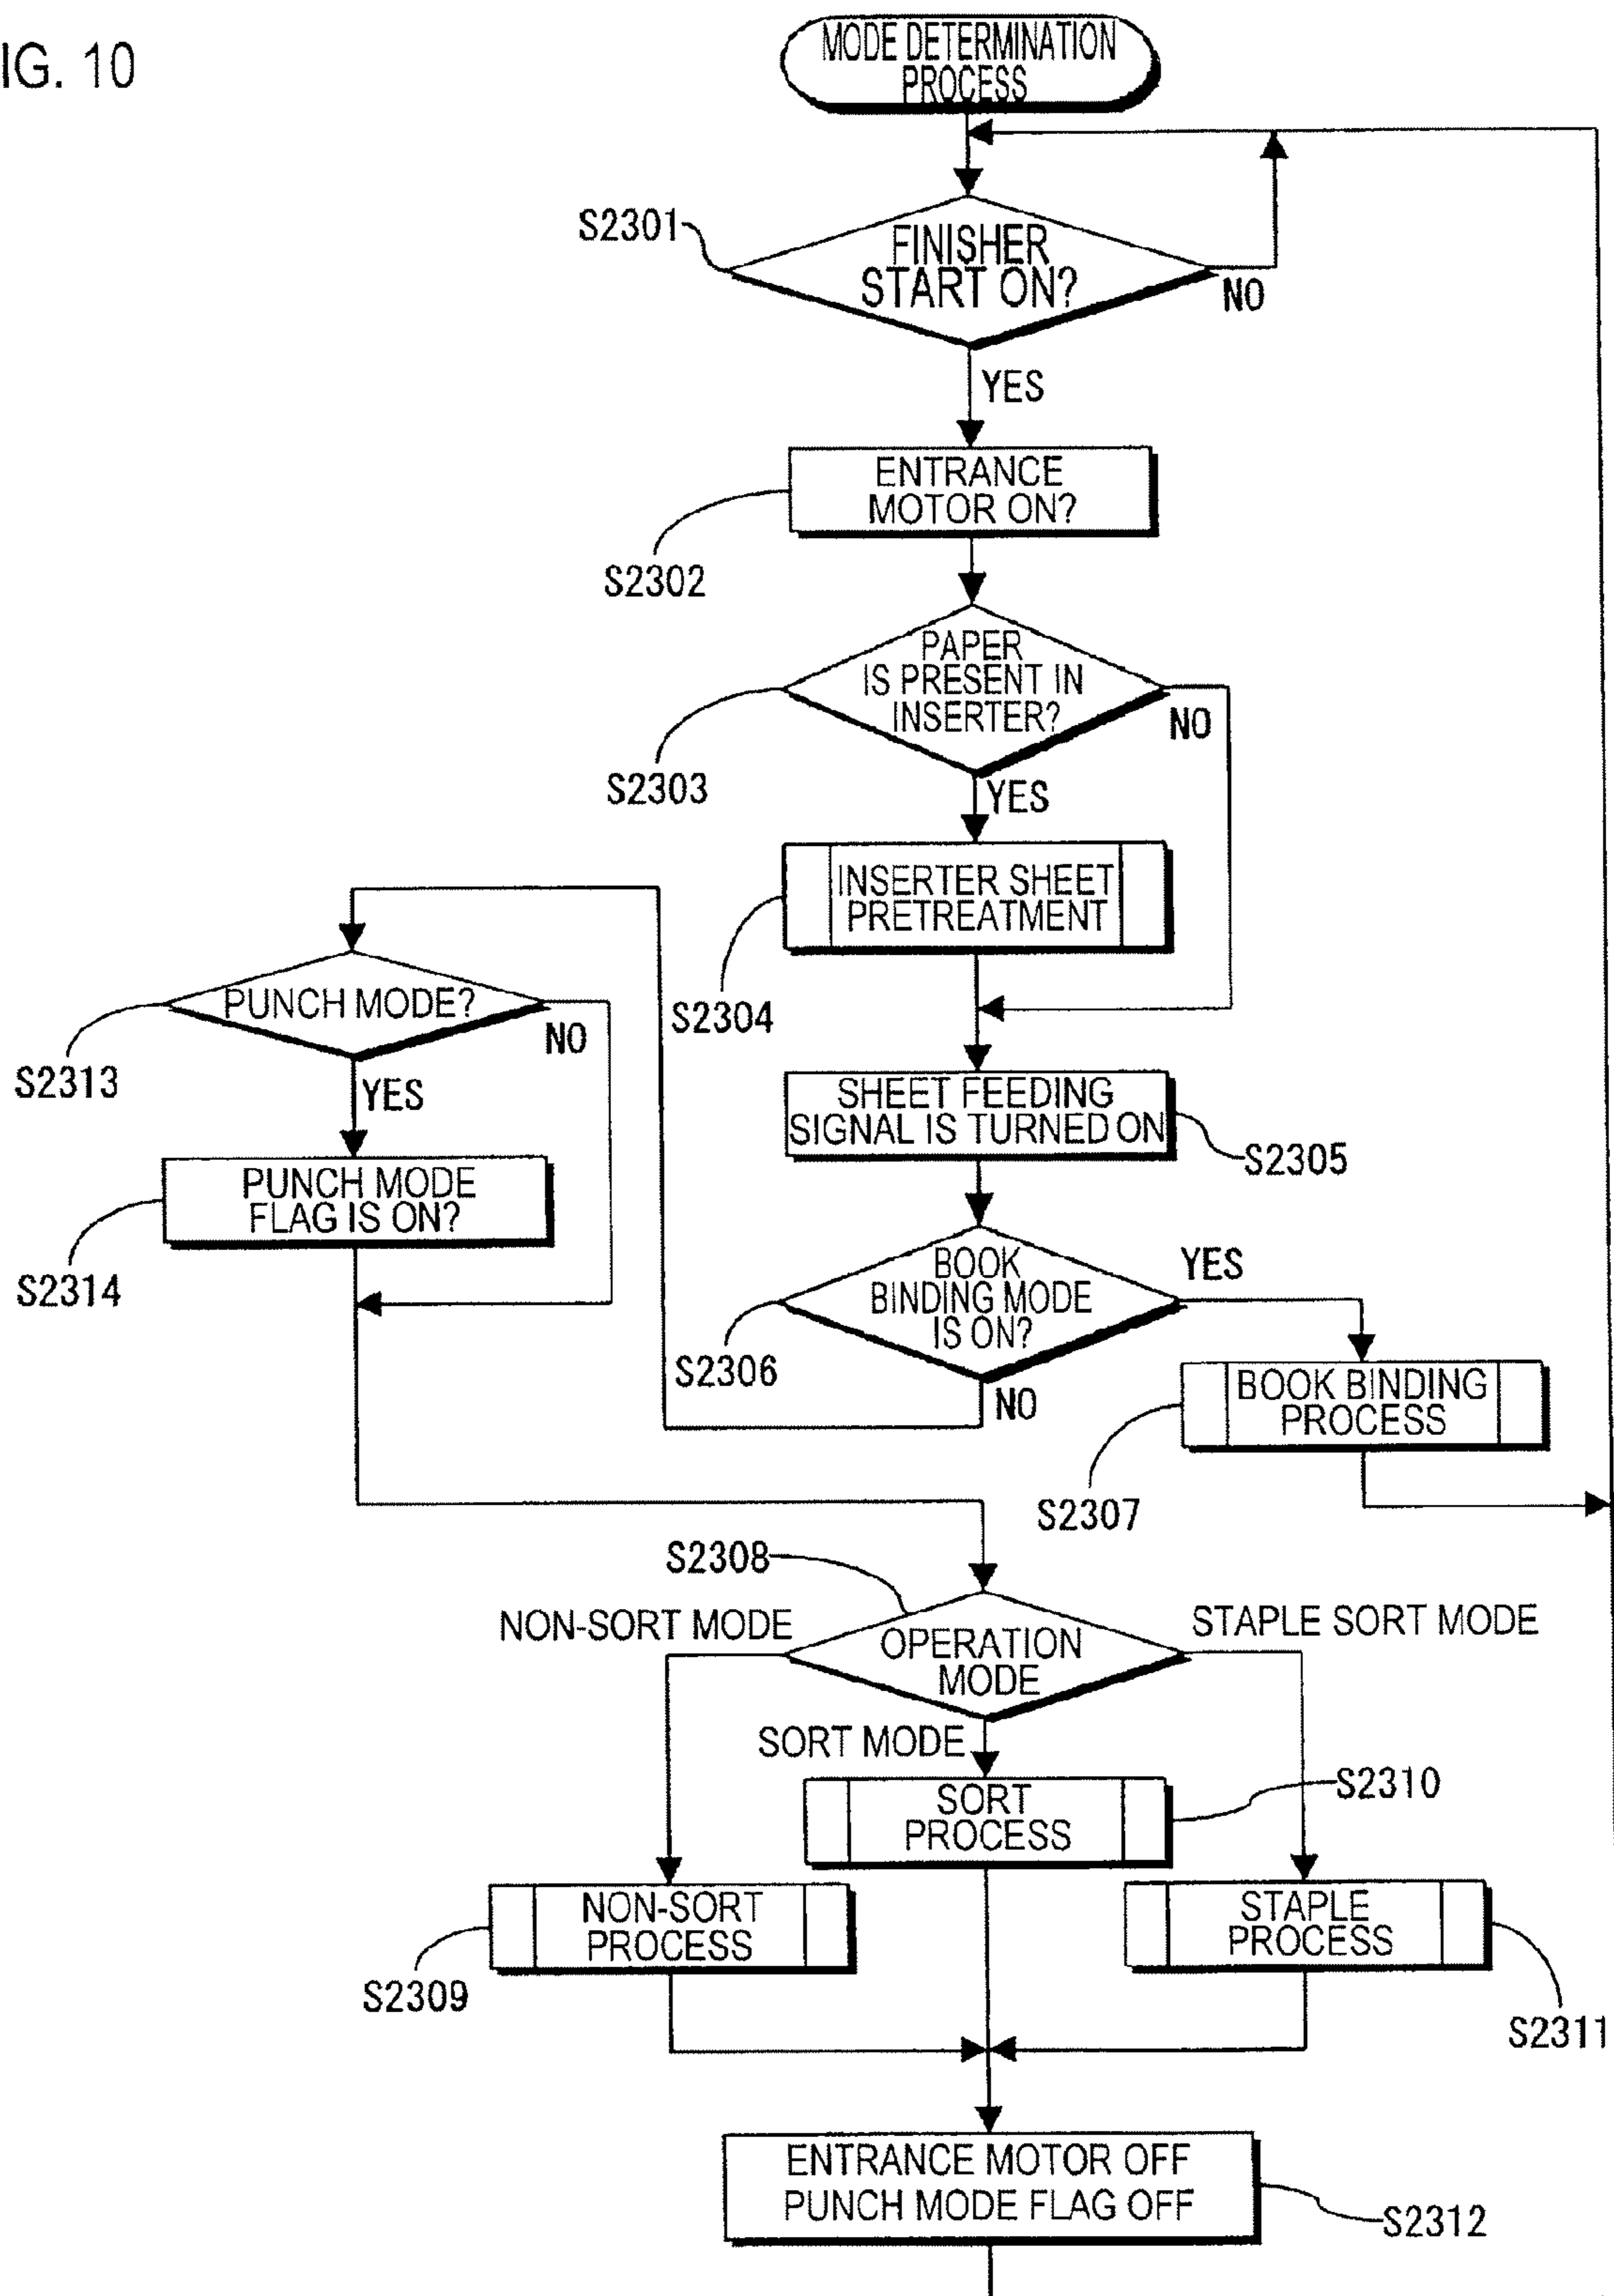 IG. 10
MODE DETERMINATION
PROCESS
S2301
FINISHER
START ON?
NO
YES
ENTRANCE
MOTOR ON?
S2302
PAPER
IS PRESENT IN
INSERTER?
NO
S2303
YES
INSERTER SHEET
PRETREATMENT
S2304
PUNCH MODE?
NO
S2313
YES
SHEET FEEDING
SIGNAL IS TURNED ON
S2305
PUNCH MODE
FLAG IS ON?
S2314
BOOK
BINDING MODE
IS ON?
YES
S2306
NO
BOOK BINDING
PROCESS
S2307
S2308
NON-SORT MODE
OPERATION
MODE
STAPLE SORT MODE
SORT MODE
SORT
PROCESS
S2310
NON-SORT
PROCESS
S2309
STAPLE
PROCESS
S2311
ENTRANCE MOTOR OFF
PUNCH MODE FLAG OFF
S2312